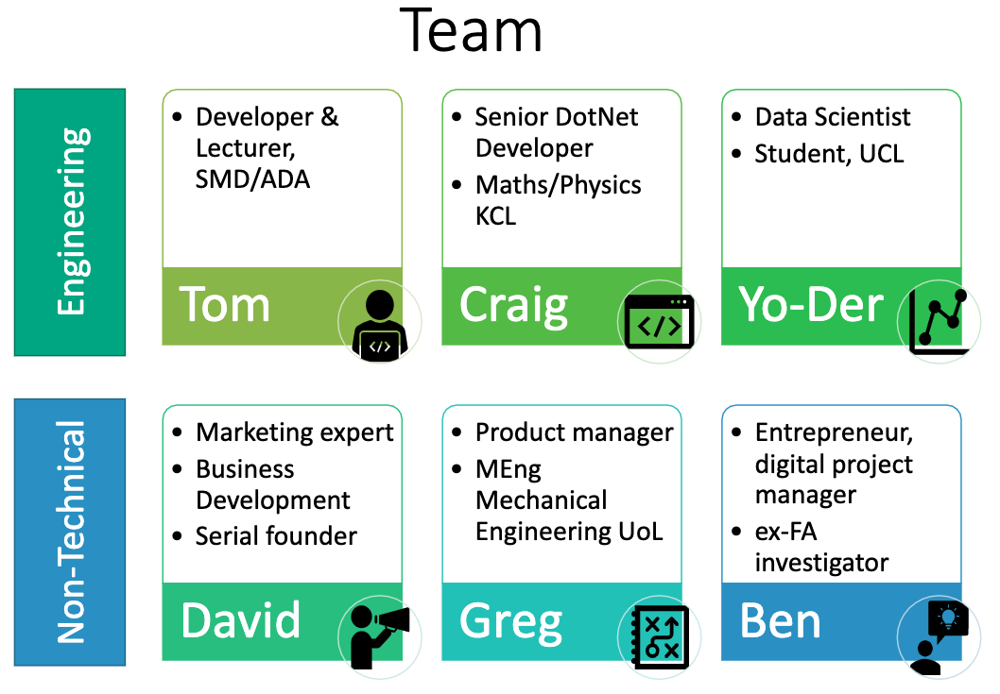 Team
Engineering
• Developer &
Lecturer,
SMD/ADA
Tom
</>
• Senior DotNet
Developer
• Maths/Physics
KCL
Craig
</>
• Data Scientist
• Student, UCL
Yo-Der
Non-Technical
• Marketing expert
• Business
Development
• Serial founder
David
• Product manager
• MEng
Mechanical
Engineering UoL
Greg
• Entrepreneur,
digital project
manager
• ex-FA
investigator
Ben